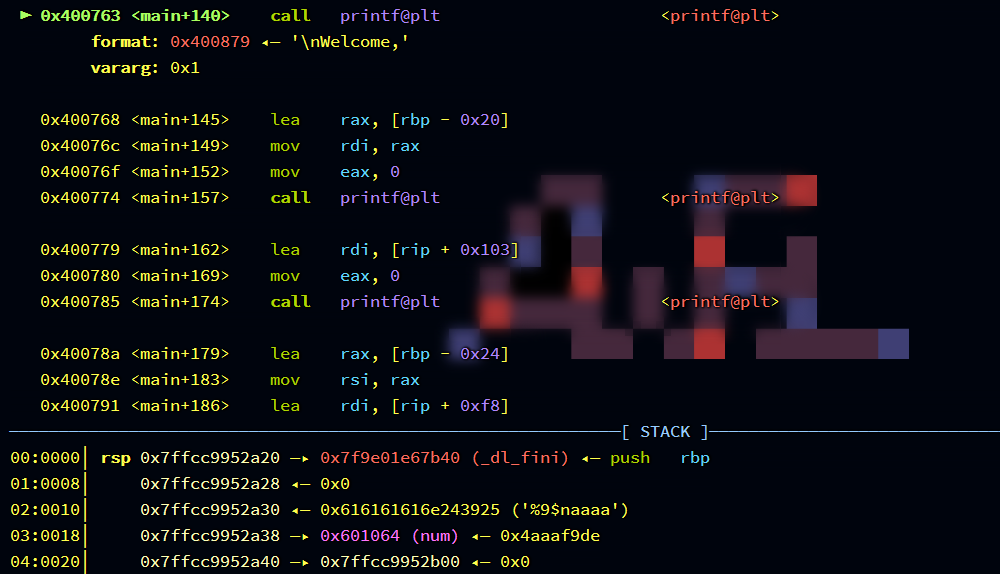 ► 0x400763 <main+140>    call   printf@plt                      <printf@plt>
        format: 0x400879 ◂— '\nWelcome,'
        vararg: 0x1
  0x400768 <main+145>    lea    rax, [rbp - 0x20]
  0x40076c <main+149>    mov    rdi, rax
  0x40076f <main+152>    mov    eax, 0
  0x400774 <main+157>    call   printf@plt                      <printf@plt>
  0x400779 <main+162>    lea    rdi, [rip + 0x103]
  0x400780 <main+169>    mov    eax, 0
  0x400785 <main+174>    call   printf@plt                      <printf@plt>
  0x40078a <main+179>    lea    rax, [rbp - 0x24]
  0x40078e <main+183>    mov    rsi, rax
  0x400791 <main+186>    lea    rdi, [rip + 0xf8]
[ STACK ]
00:0000│ rsp 0x7ffcc9952a20 —▸ 0x7f9e01e67b40 (_dl_fini) ◂— push   rbp
01:0008│     0x7ffcc9952a28 ◂— 0x0
02:0010│     0x7ffcc9952a30 ◂— 0x616161616e243925 ('%9$naaaa')
03:0018│     0x7ffcc9952a38 —▸ 0x601064 (num) ◂— 0x4aaaf9de
04:0020│     0x7ffcc9952a40 —▸ 0x7ffcc9952b00 ◂— 0x0